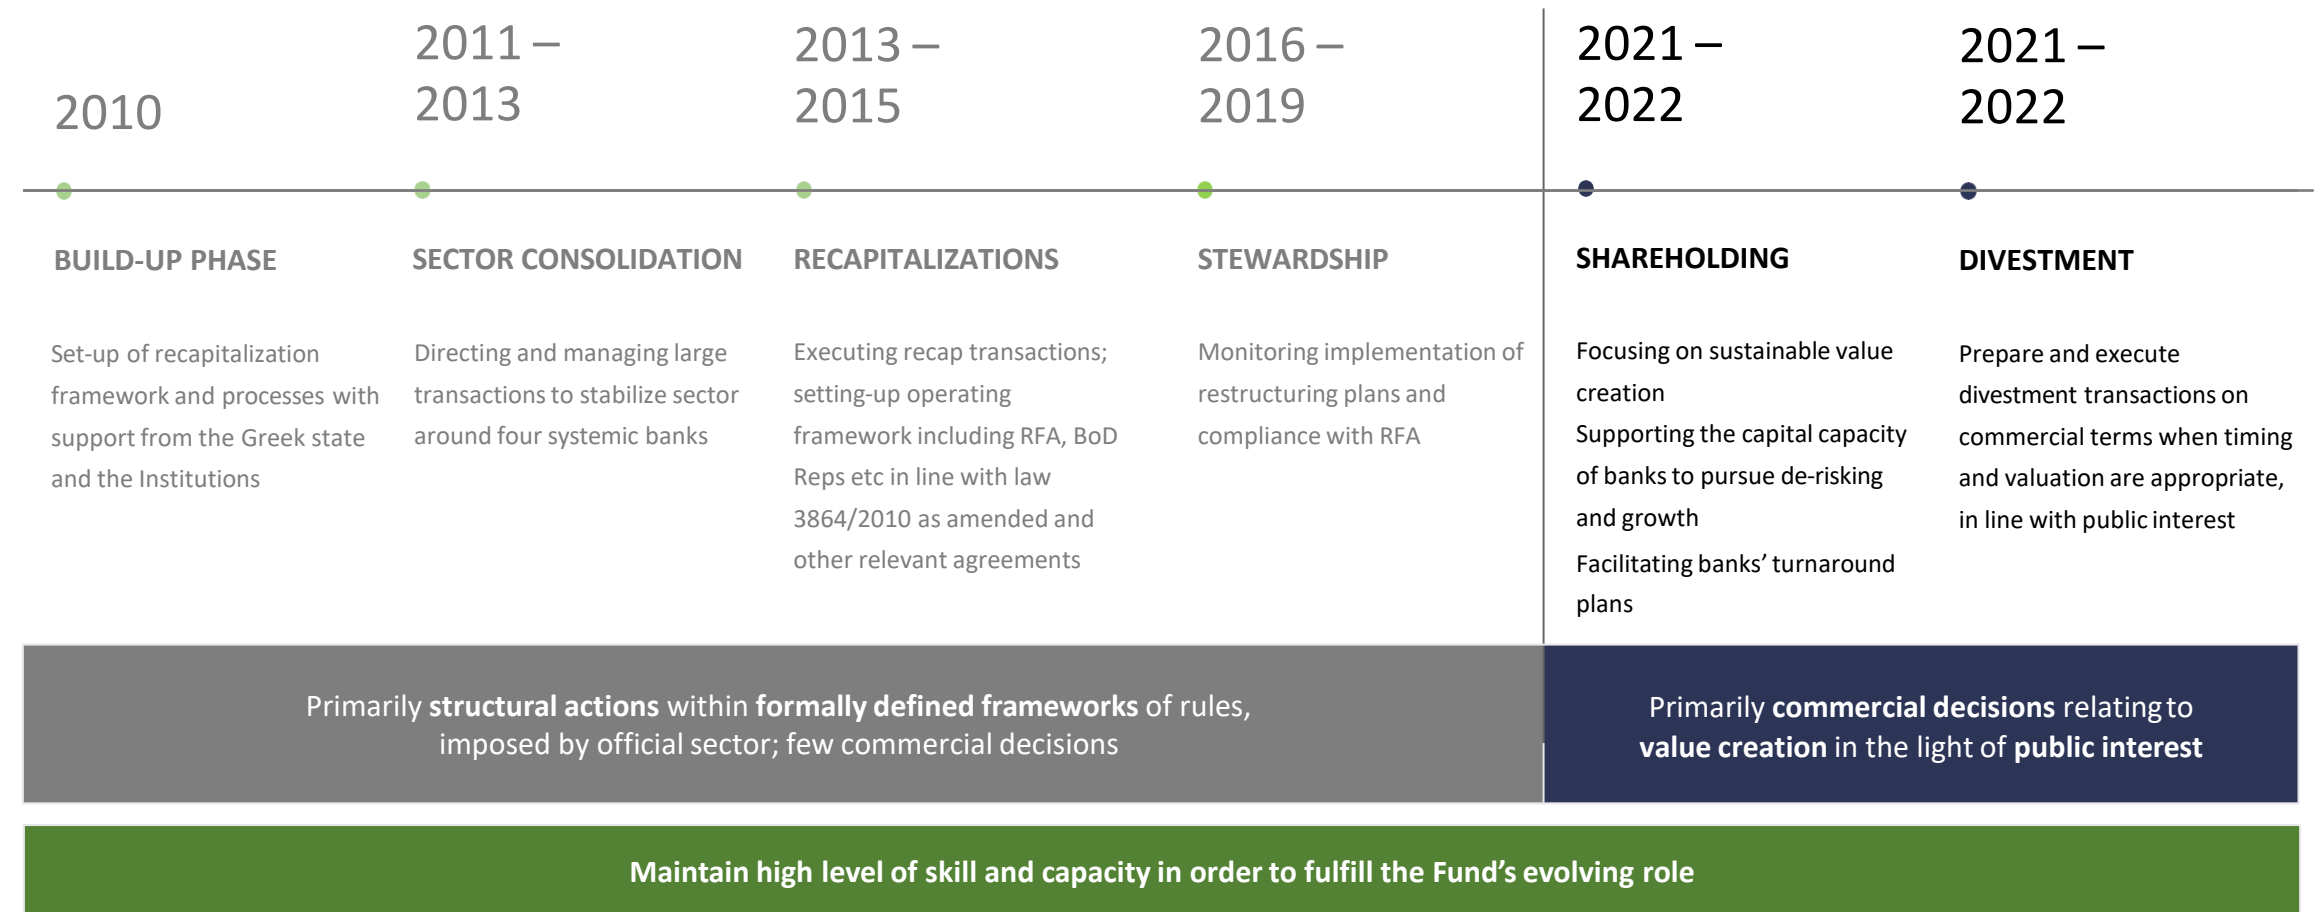 2010
2011 –
2013
2013 –
2015
2016 –
2019
2021 –
2022
2021 –
2022
BUILD-UP PHASE
Set-up of recapitalization
framework and processes with
support from the Greek state
and the Institutions
SECTOR CONSOLIDATION
Directing and managing large
transactions to stabilize sector
around four systemic banks
RECAPITALIZATIONS
Executing recap transactions;
setting-up operating
framework including RFA, BoD
Reps etc in line with law
3864/2010 as amended and
other relevant agreements
STEWARDSHIP
Monitoring implementation of
restructuring plans and
compliance with RFA
SHAREHOLDING
Focusing on sustainable value
creation
Supporting the capital capacity
of banks to pursue de-risking
and growth
Facilitating banks’ turnaround
plans
DIVESTMENT
Prepare and execute
divestment transactions on
commercial terms when timing
and valuation are appropriate,
in line with public interest
Primarily structural actions within formally defined frameworks of rules,
imposed by official sector; few commercial decisions
Primarily commercial decisions relating to
value creation in the light of public interest
Maintain high level of skill and capacity in order to fulfill the Fund’s evolving role